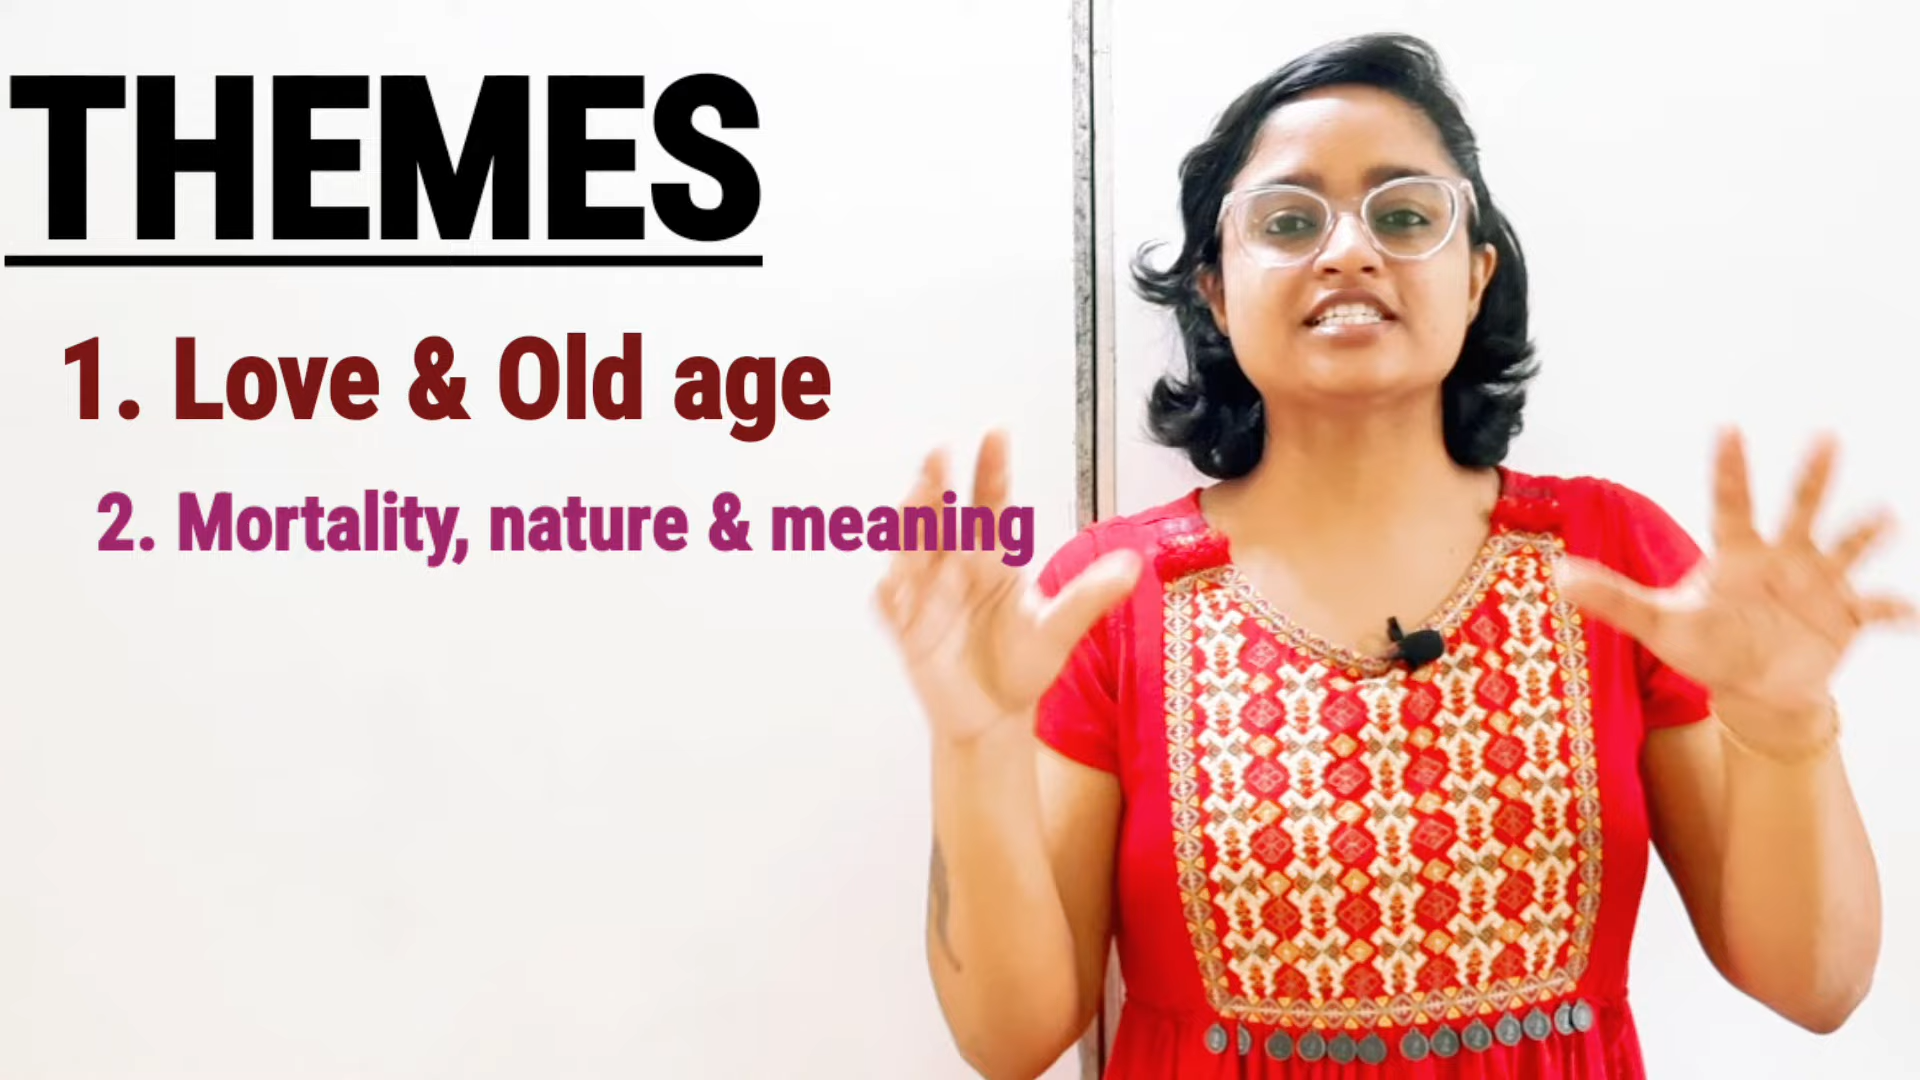 THEMES
1. Love & Old age
2. Mortality, nature & meaning